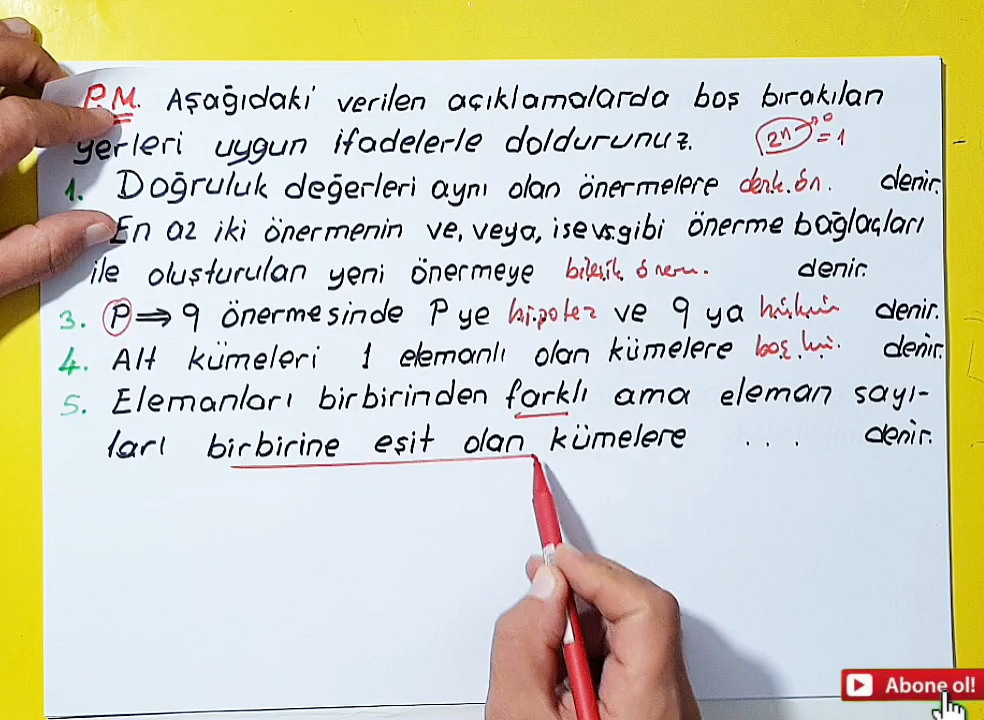 P.M. Aşağıdaki verilen açıklamalarda boş bırakılan
yerleri uygun ifadelerle doldurunuz. 2n → 0 = 1
1. Doğruluk değerleri aynı olan önermelere denk. ön. denir.
En az iki önermenin ve, veya, ise vs. gibi önerme bağlaçları
ile oluşturulan yeni önermeye bileşik önerm. denir.
3. P ⇒ q önermesinde P ye hipotez ve q ya hüküm denir.
4. Alt kümeleri 1 elemanlı olan kümelere boş. kü. denir.
5. Elemanları birbirinden farklı ama eleman sayı-
ları birbirine eşit olan kümelere . . . denir.
Abone ol!